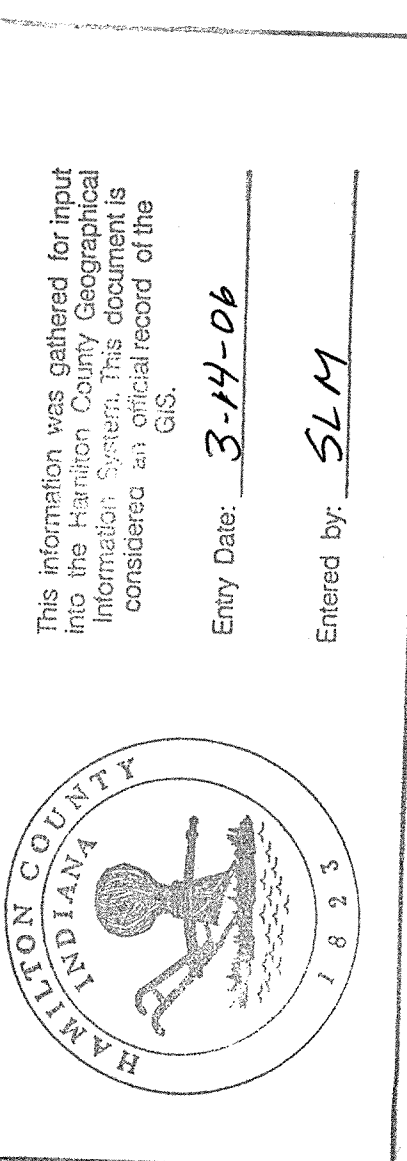 HAMILTON COUNTY
INDIANA
1823
This information was gathered for input
into the Hamilton County Geographical
Information System. This document is
considered an official record of the
GIS.
Entry Date: 3-14-06
Entered by: SLM